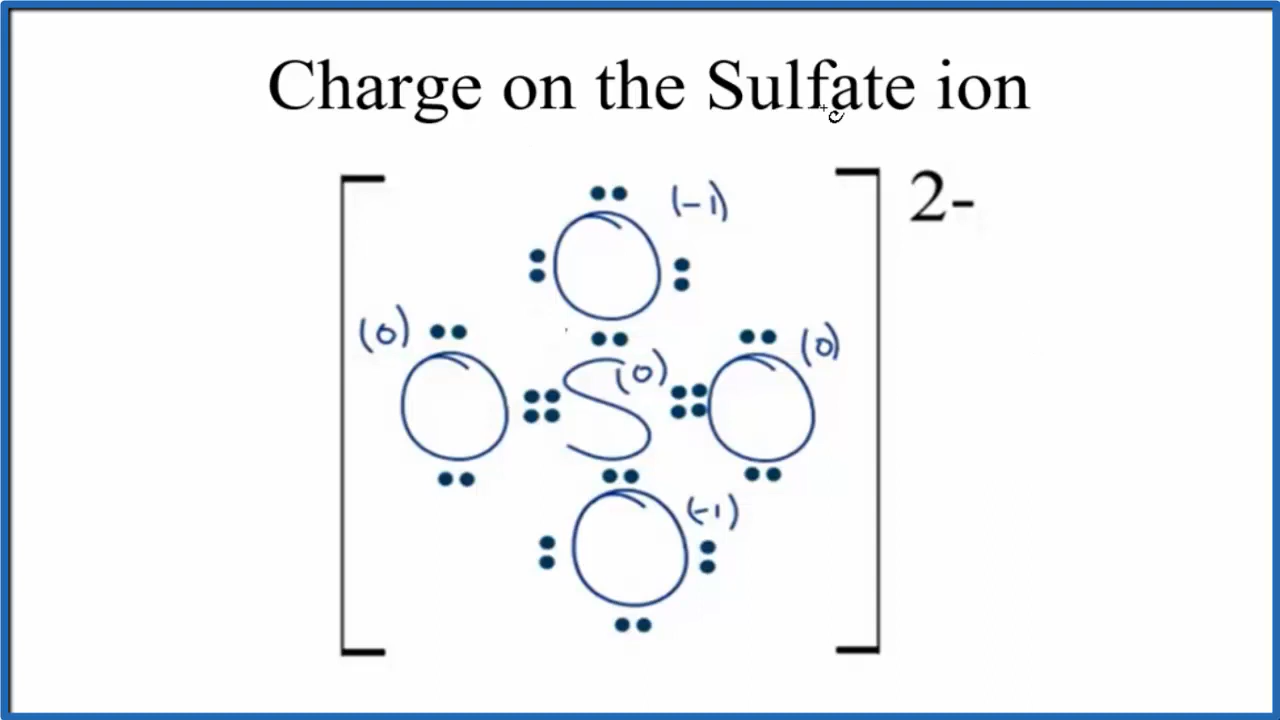 Charge on the Sulfate ion
2-
(-1)
O
(0)
O
S
(0)
O
(0)
O
(-1)